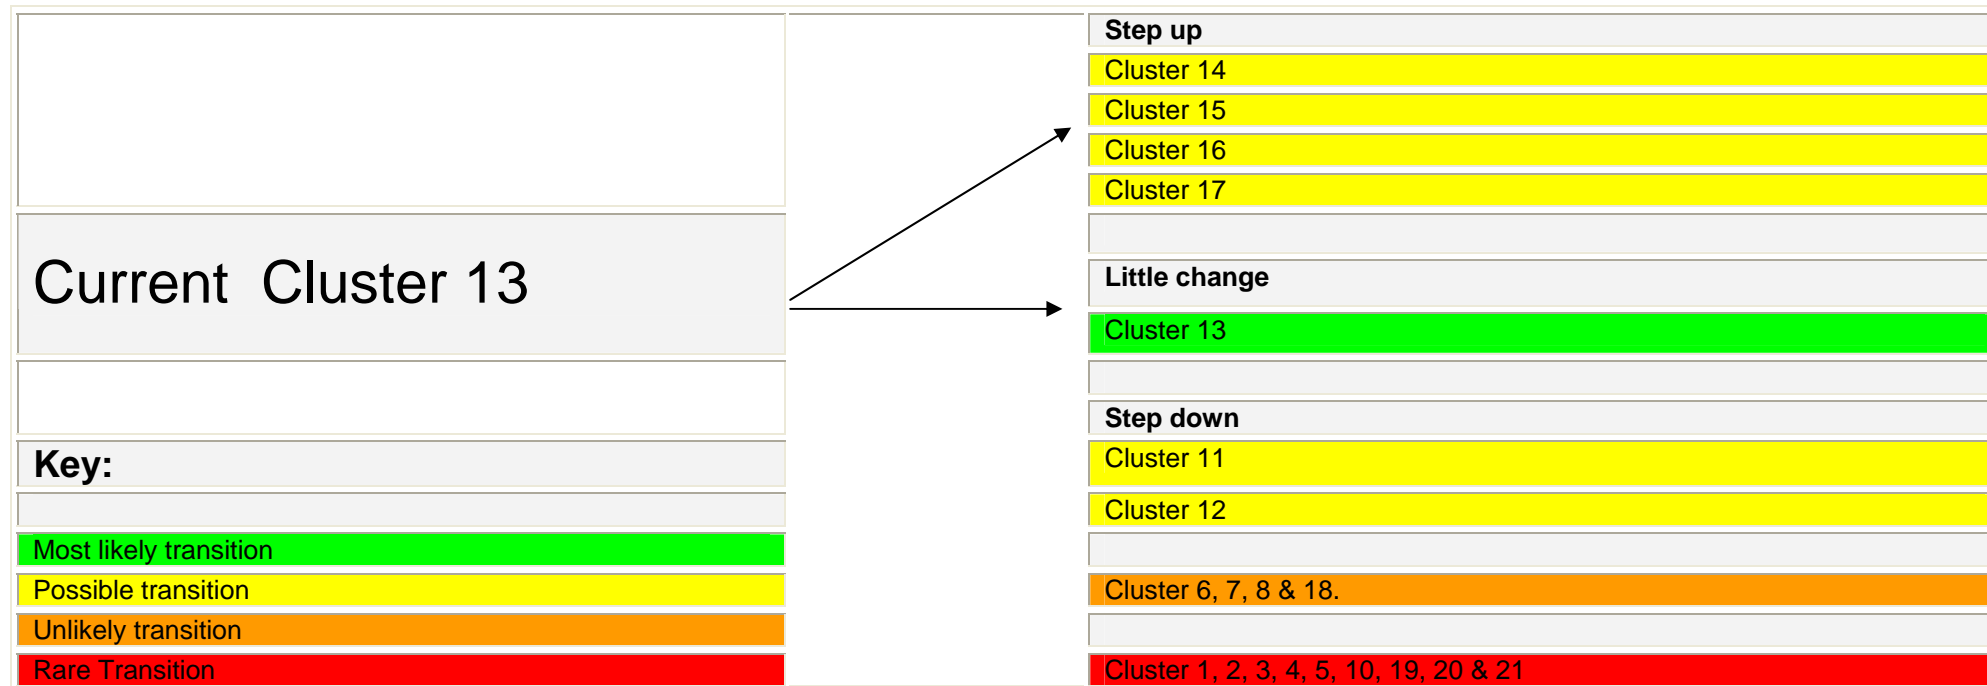 Step up
Cluster 14
Cluster 15
Cluster 16
Cluster 17
Current Cluster 13
Little change
Cluster 13
Step down
Key:
Cluster 11
Cluster 12
Most likely transition
Possible transition
Cluster 6, 7, 8 & 18.
Unlikely transition
Rare Transition
Cluster 1, 2, 3, 4, 5, 10, 19, 20 & 21